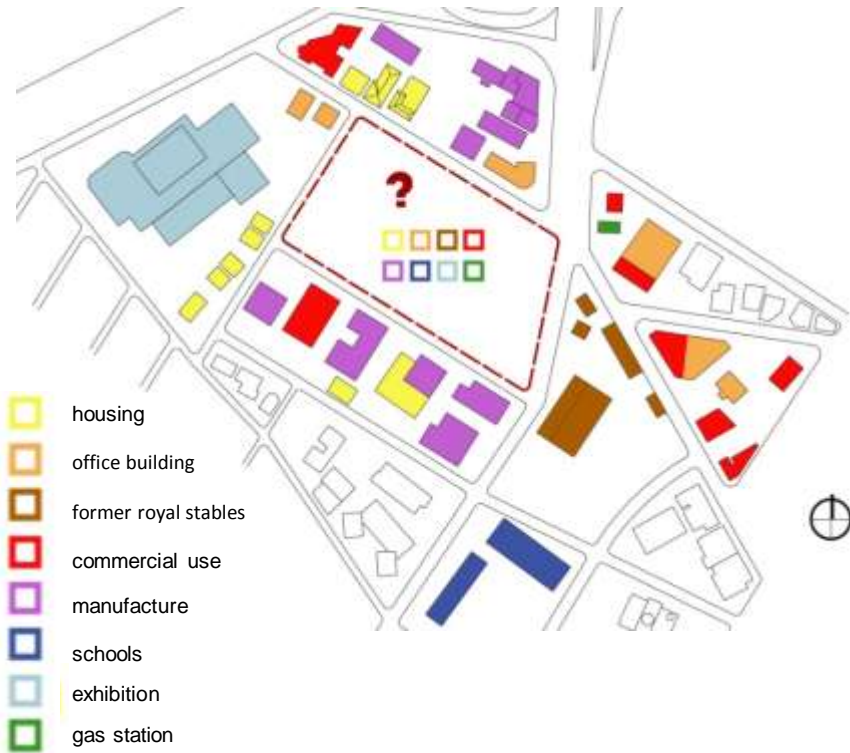 ?
housing
office building
former royal stables
commercial use
manufacture
schools
exhibition
gas station